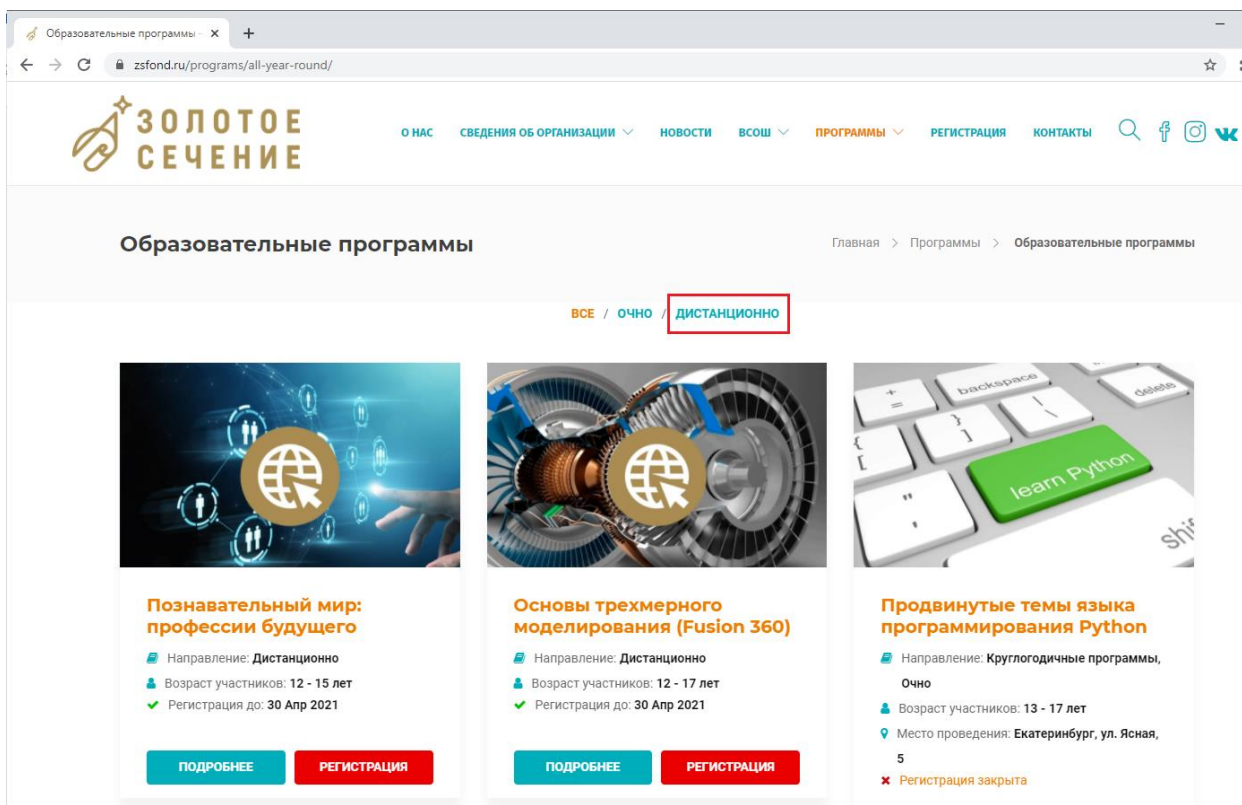 Образовательные программы -
zsfond.ru/programs/all-year-round/
ЗОЛОТОЕ
СЕЧЕНИЕ
О НАС СВЕДЕНИЯ ОБ ОРГАНИЗАЦИИ НОВОСТИ ВСОШ ПРОГРАММЫ РЕГИСТРАЦИЯ КОНТАКТЫ
Образовательные программы
Главная > Программы > Образовательные программы
ВСЕ / ОЧНО / ДИСТАНЦИОННО
backspace
delete
+
=
}
]
{
[
|
\
"
'
learn Python
shift
Познавательный мир:
профессии будущего
Направление: Дистанционно
Возраст участников: 12 - 15 лет
Регистрация до: 30 Апр 2021
ПОДРОБНЕЕ РЕГИСТРАЦИЯ
Основы трехмерного
моделирования (Fusion 360)
Направление: Дистанционно
Возраст участников: 12 - 17 лет
Регистрация до: 30 Апр 2021
ПОДРОБНЕЕ РЕГИСТРАЦИЯ
Продвинутые темы языка
программирования Python
Направление: Круглогодичные программы,
Очно
Возраст участников: 13 - 17 лет
Место проведения: Екатеринбург, ул. Ясная,
5
Регистрация закрыта